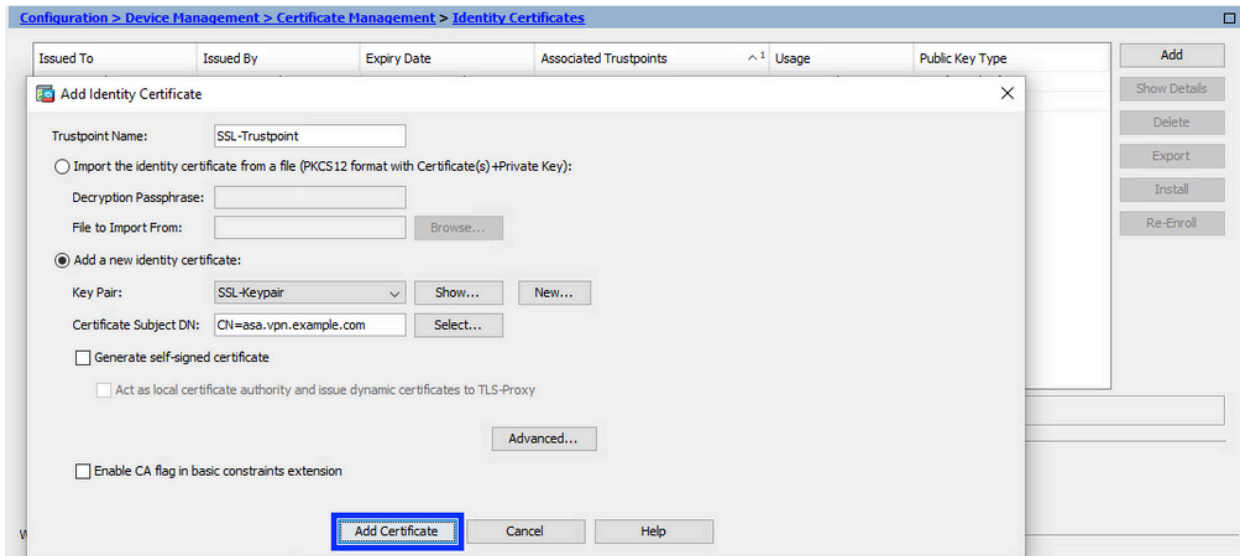 Configuration > Device Management > Certificate Management > Identity Certificates
Issued To Issued By Expiry Date Associated Trustpoints 1 Usage Public Key Type
Add
Show Details
Delete
Export
Install
Re-Enroll
Add Identity Certificate
Trustpoint Name: SSL-Trustpoint
Import the identity certificate from a file (PKCS12 format with Certificate(s)+Private Key):
Decryption Passphrase:
File to Import From: Browse...
Add a new identity certificate:
Key Pair: SSL-Keypair Show... New...
Certificate Subject DN: CN=asa.vpn.example.com Select...
Generate self-signed certificate
Act as local certificate authority and issue dynamic certificates to TLS-Proxy
Advanced...
Enable CA flag in basic constraints extension
Add Certificate Cancel Help